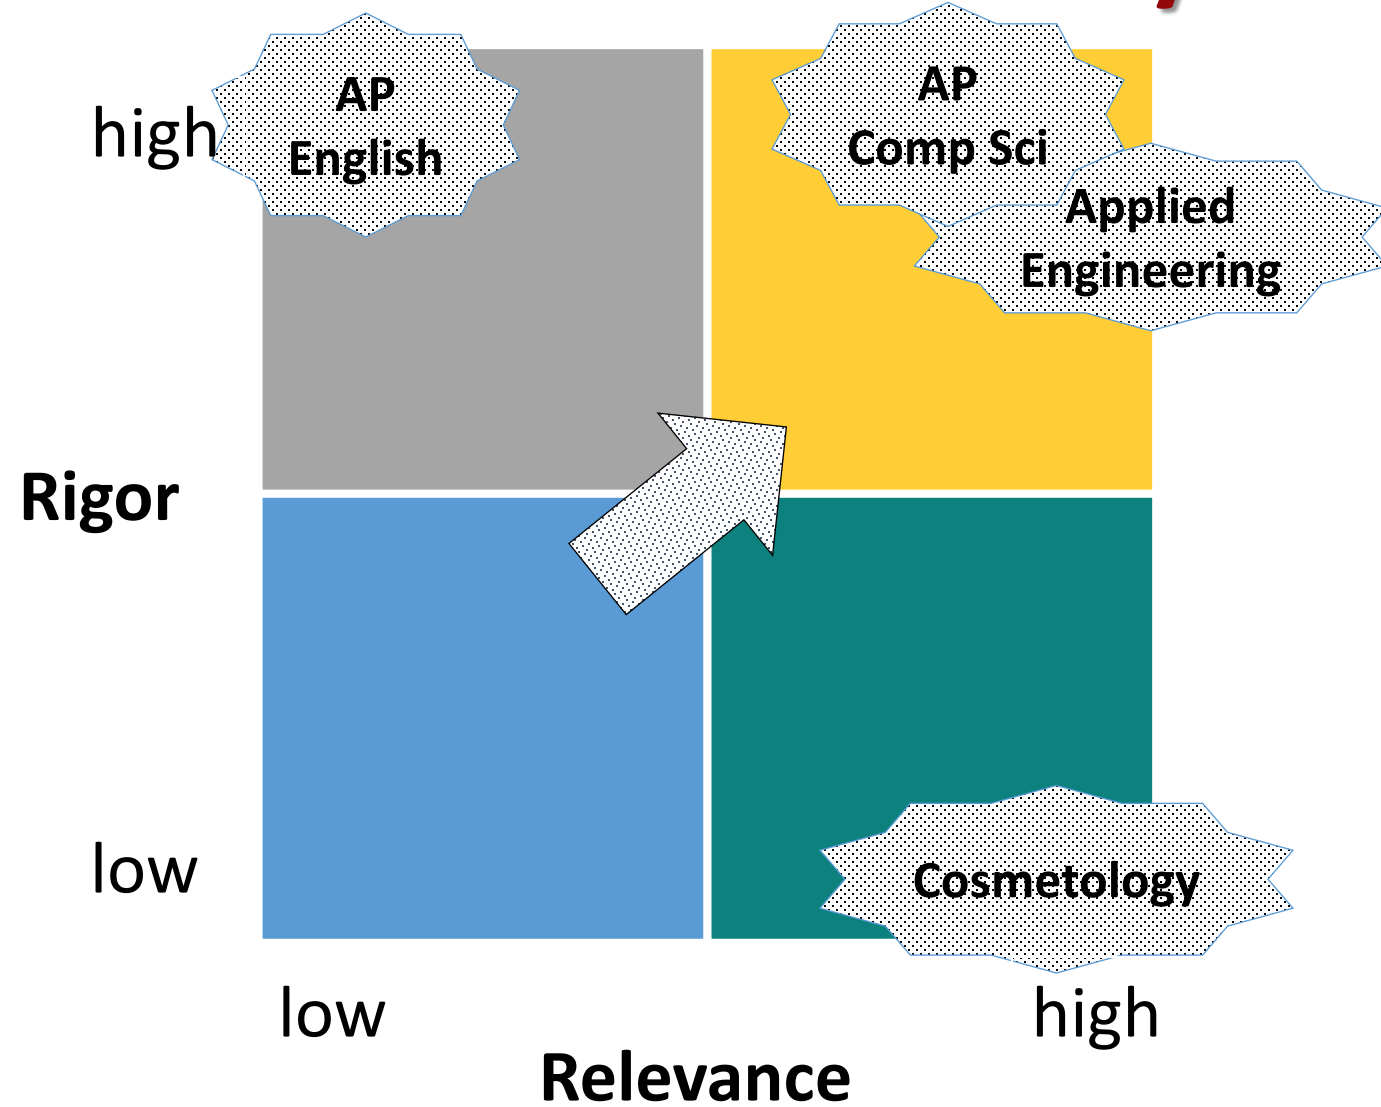 AP
English
AP
Comp Sci
high
Applied
Engineering
Rigor
low
Cosmetology
low
high
Relevance